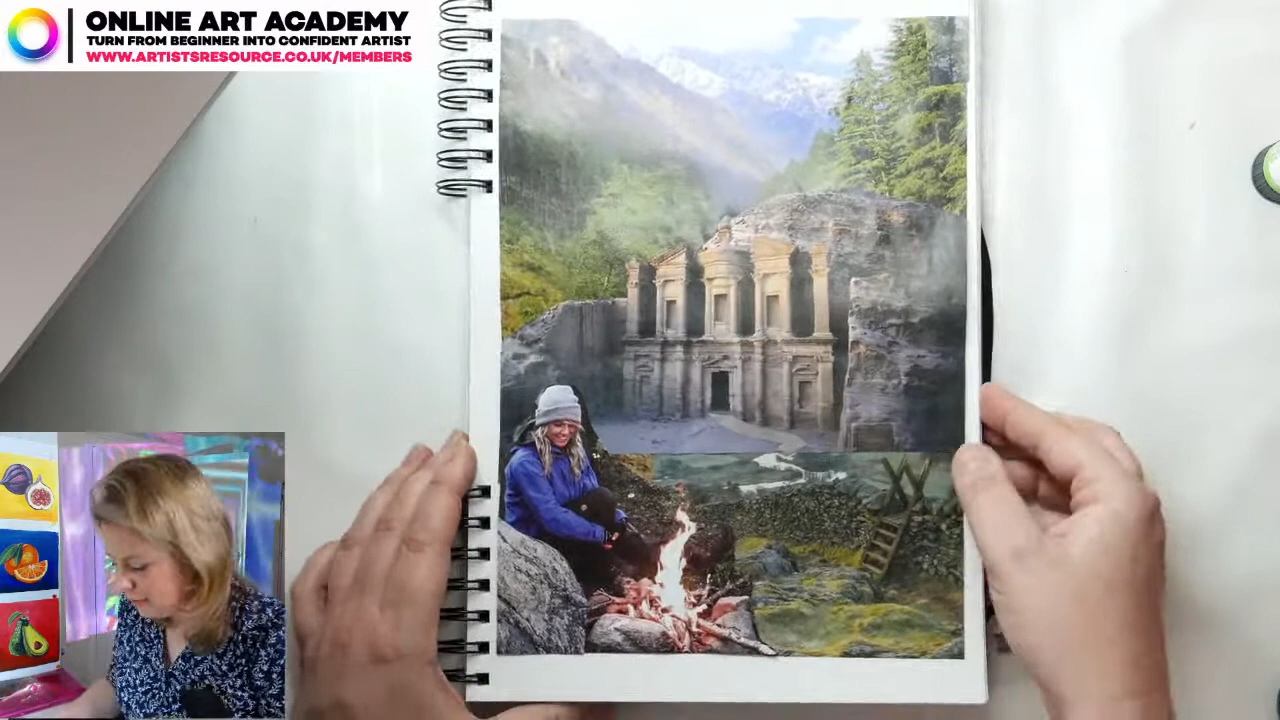 ONLINE ART ACADEMY
TURN FROM BEGINNER INTO CONFIDENT ARTIST
WWW.ARTISTSRESOURCE.CO.UK/MEMBERS